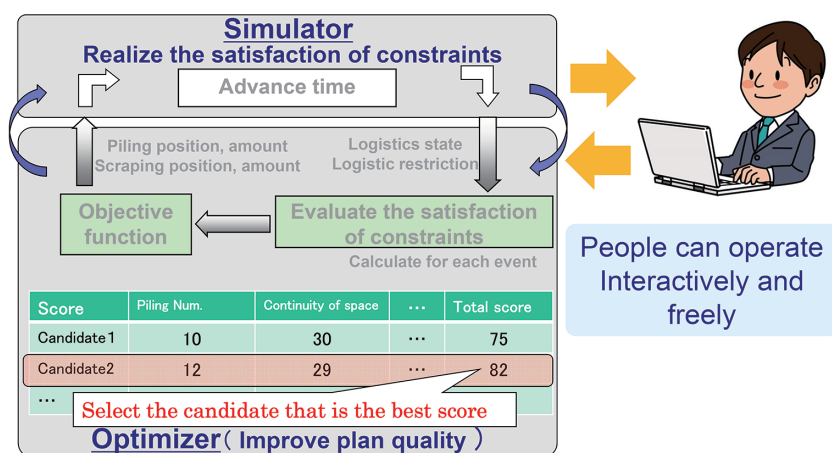 Simulator
Realize the satisfaction of constraints
Advance time
Piling position, amount
Scraping position, amount
Logistics state
Logistic restriction
Objective
function
Evaluate the satisfaction
of constraints
Calculate for each event
Score Piling Num. Continuity of space … Total score
Candidate1 10 30 … 75
Candidate2 12 29 … 82
…
Select the candidate that is the best score
Optimizer( Improve plan quality )
People can operate
Interactively and
freely